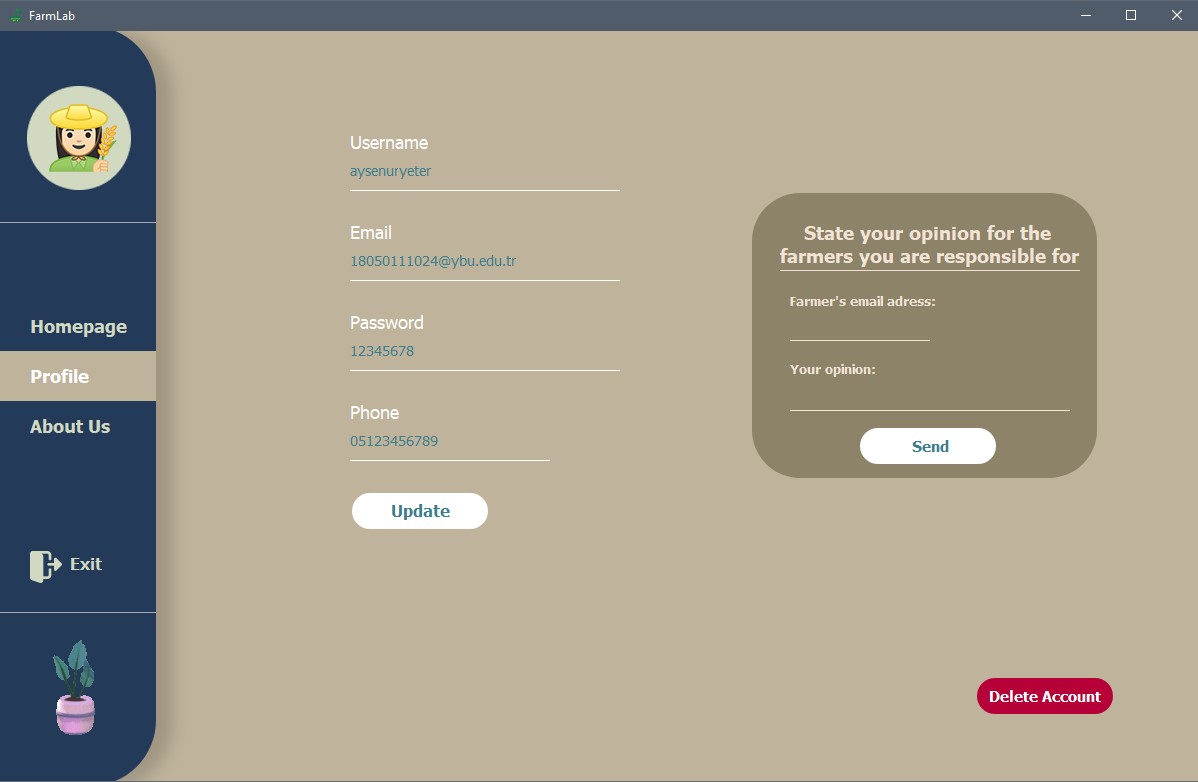 FarmLab
Homepage
Profile
About Us
Exit
Username
aysenuryeter
Email
18050111024@ybu.edu.tr
Password
12345678
Phone
05123456789
Update
State your opinion for the
farmers you are responsible for
Farmer's email adress:
Your opinion:
Send
Delete Account